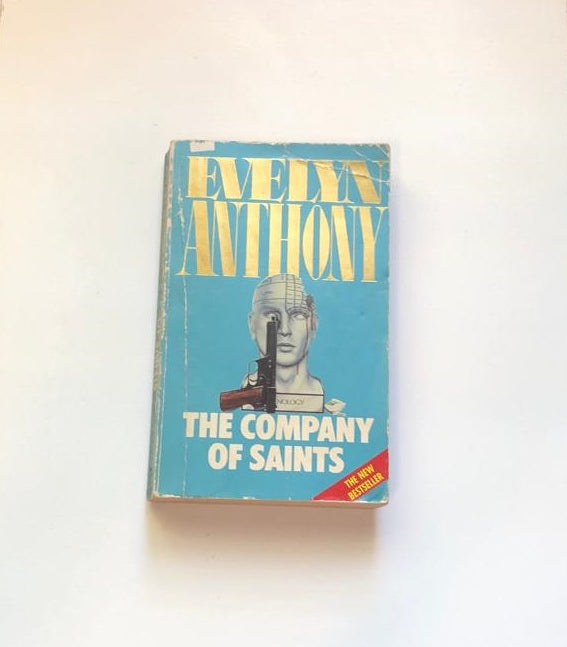 EVELYN
ANTHONY
NOLOGY
THE COMPANY
OF SAINTS
THE NEW
BESTSELLER